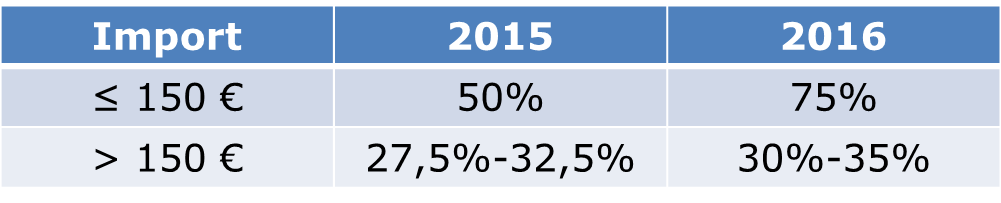 Import 2015 2016
≤ 150 € 50% 75%
> 150 € 27,5%-32,5% 30%-35%